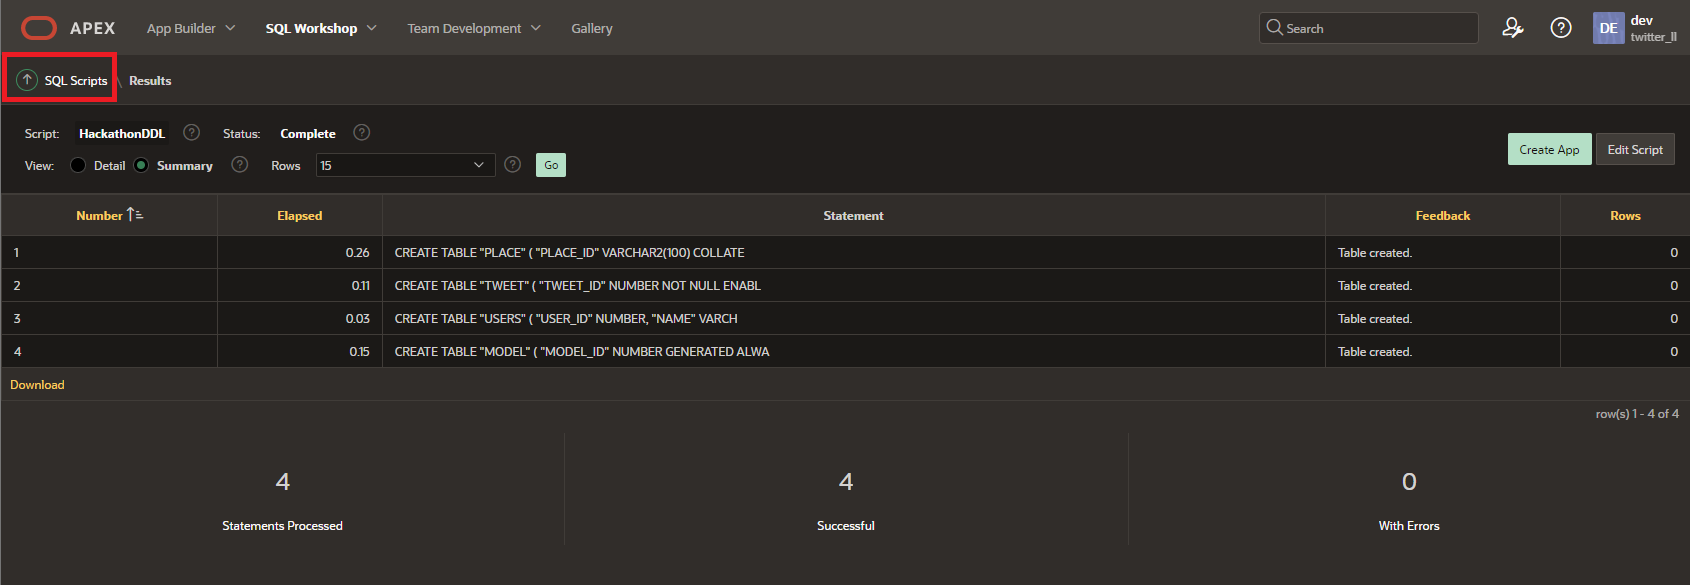 APEX App Builder SQL Workshop Team Development Gallery Search DE dev
twitter_ll
SQL Scripts \ Results
Script: HackathonDDL ? Status: Complete ?
View: Detail Summary ? Rows 15 ? Go
Create App Edit Script
Number Elapsed Statement Feedback Rows
1 0.26 CREATE TABLE "PLACE" ( "PLACE_ID" VARCHAR2(100) COLLATE Table created. 0
2 0.11 CREATE TABLE "TWEET" ( "TWEET_ID" NUMBER NOT NULL ENABL Table created. 0
3 0.03 CREATE TABLE "USERS" ( "USER_ID" NUMBER, "NAME" VARCH Table created. 0
4 0.15 CREATE TABLE "MODEL" ( "MODEL_ID" NUMBER GENERATED ALWA Table created. 0
Download
row(s) 1 - 4 of 4
4 4 0
Statements Processed Successful With Errors